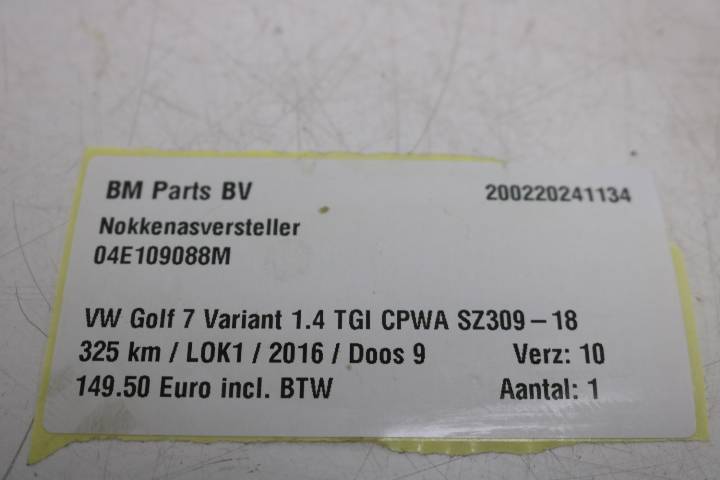 BM Parts BV 200220241134
Nokkenasversteller
04E109088M
VW Golf 7 Variant 1.4 TGI CPWA SZ309-18
325 km / LOK1 / 2016 / Doos 9 Verz: 10
149.50 Euro incl. BTW Aantal: 1